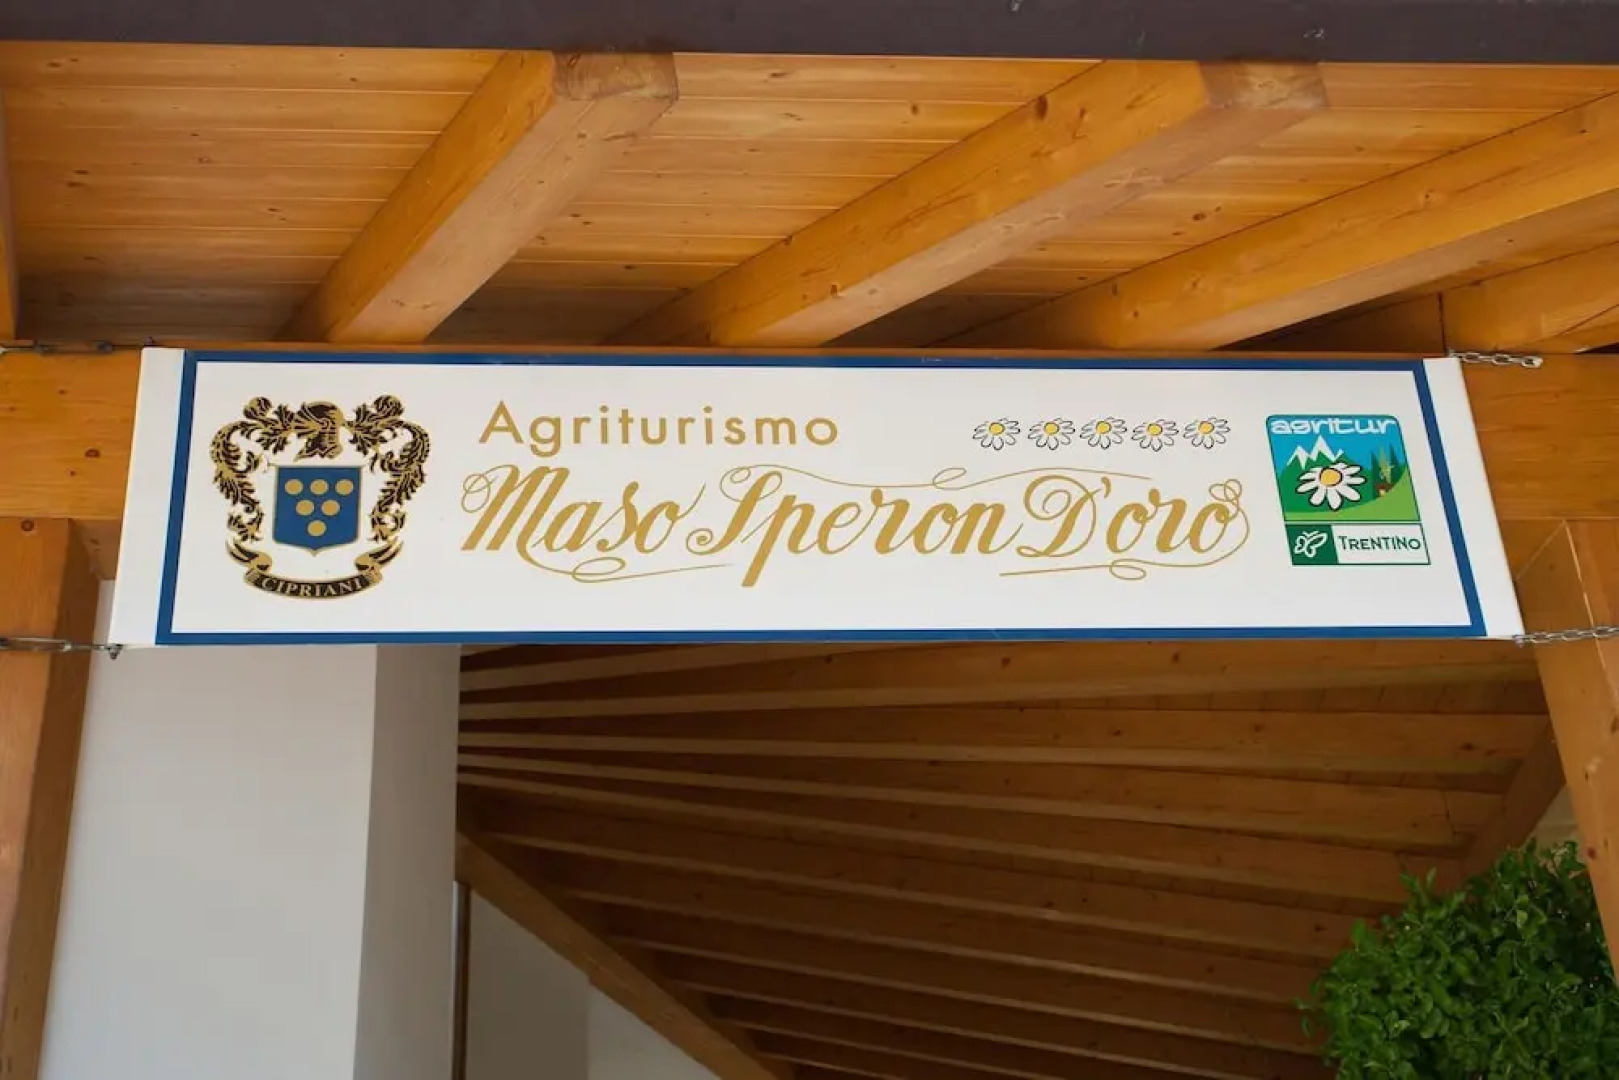 Agriturismo
Maso Speron D'oro
CIPRIANI
agritur
TRENTINO